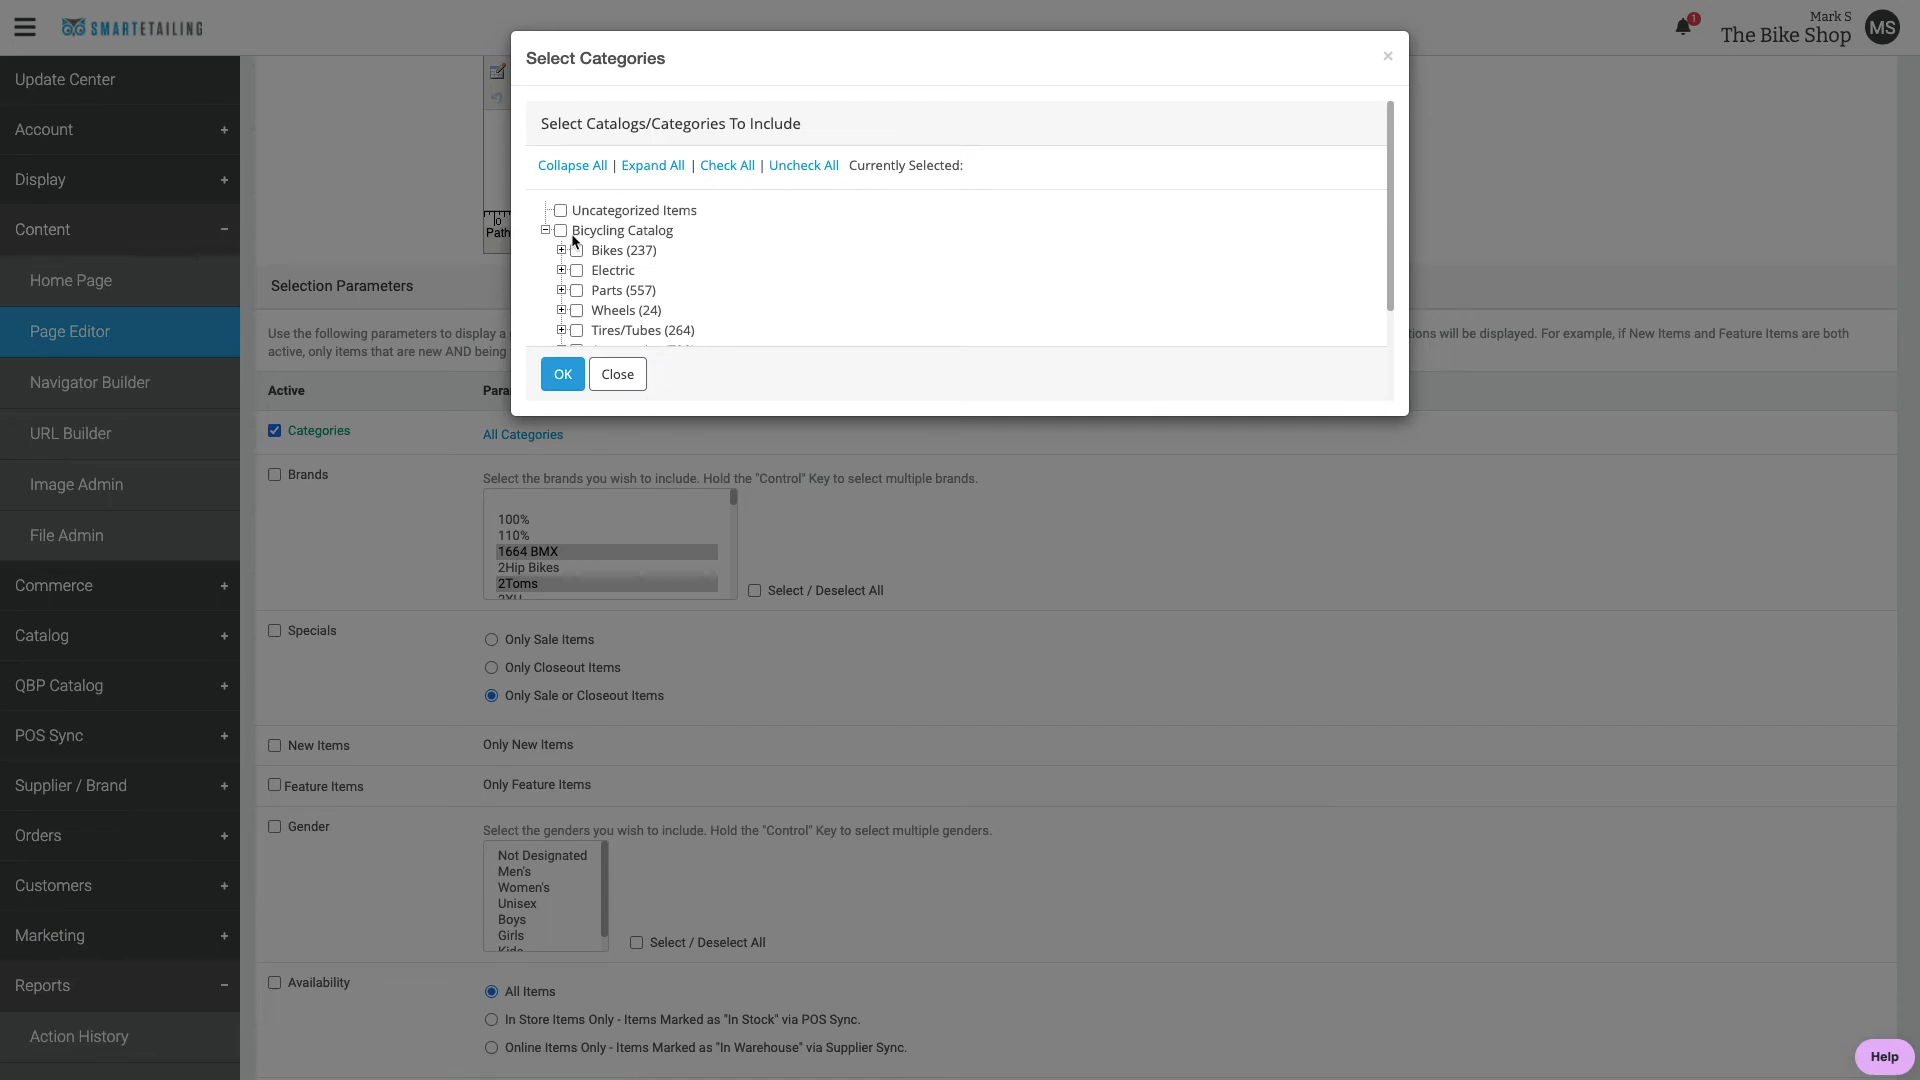 SMARTETAILING
1
Mark S
The Bike Shop
MS
Update Center
Account +
Display +
Content −
Home Page
Page Editor
Navigator Builder
URL Builder
Image Admin
File Admin
Commerce +
Catalog +
QBP Catalog +
POS Sync +
Supplier / Brand +
Orders +
Customers +
Marketing +
Reports −
Action History
Select Categories ×
Select Catalogs/Categories To Include
Collapse All | Expand All | Check All | Uncheck All Currently Selected:
Uncategorized Items
Bicycling Catalog
Bikes (237)
Electric
Parts (557)
Wheels (24)
Tires/Tubes (264)
OK Close
0
Path
Selection Parameters
Use the following parameters to display a
tions will be displayed. For example, if New Items and Feature Items are both
active, only items that are new AND being
Active Para
Categories All Categories
Brands Select the brands you wish to include. Hold the "Control" Key to select multiple brands.
100%
110%
1664 BMX
2Hip Bikes
2Toms
Select / Deselect All
Specials
Only Sale Items
Only Closeout Items
Only Sale or Closeout Items
New Items Only New Items
Feature Items Only Feature Items
Gender Select the genders you wish to include. Hold the "Control" Key to select multiple genders.
Not Designated
Men's
Women's
Unisex
Boys
Girls
Kids
Select / Deselect All
Availability
All Items
In Store Items Only - Items Marked as "In Stock" via POS Sync.
Online Items Only - Items Marked as "In Warehouse" via Supplier Sync.
Help